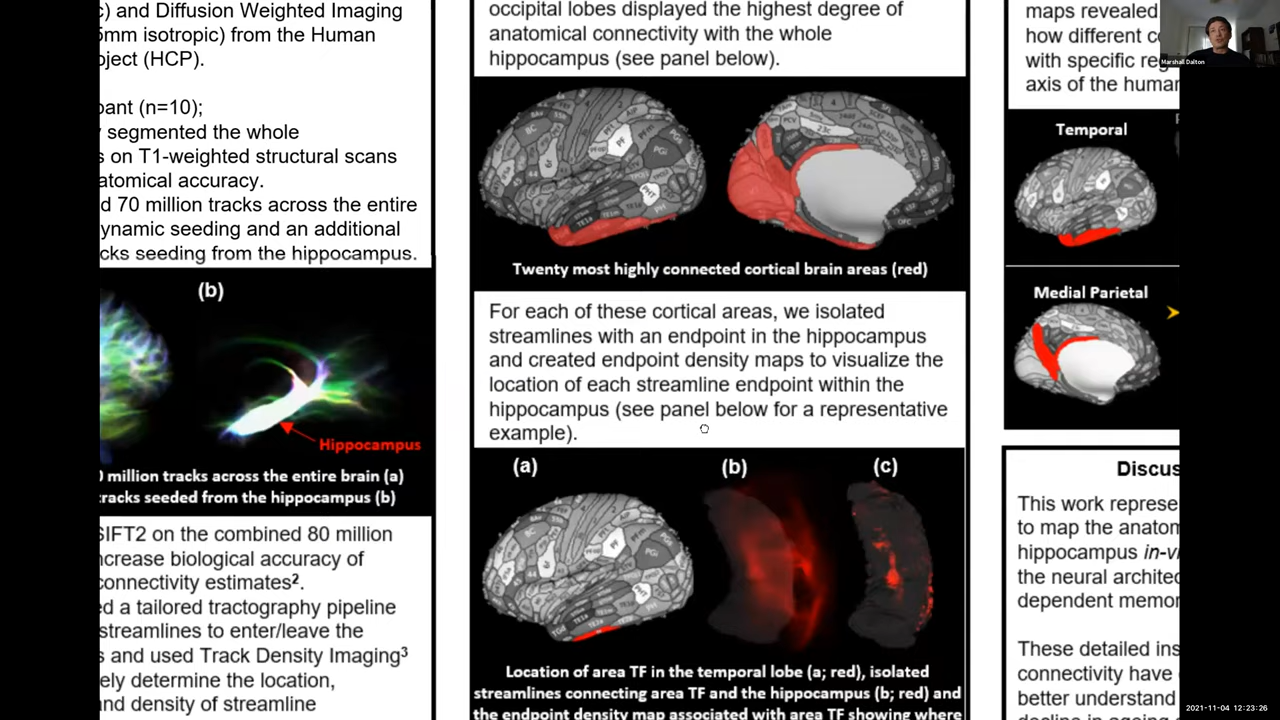 c) and Diffusion Weighted Imaging
5mm isotropic) from the Human
oject (HCP).
pant (n=10);
segmented the whole
s on T1-weighted structural scans
atomical accuracy.
d 70 million tracks across the entire
ynamic seeding and an additional
cks seeding from the hippocampus.
(b)
Hippocampus
0 million tracks across the entire brain (a)
tracks seeded from the hippocampus (b)
SIFT2 on the combined 80 million
ncrease biological accuracy of
connectivity estimates².
ed a tailored tractography pipeline
streamlines to enter/leave the
s and used Track Density Imaging³
ely determine the location,
nd density of streamline
occipital lobes displayed the highest degree of
anatomical connectivity with the whole
hippocampus (see panel below).
Twenty most highly connected cortical brain areas (red)
For each of these cortical areas, we isolated
streamlines with an endpoint in the hippocampus
and created endpoint density maps to visualize the
location of each streamline endpoint within the
hippocampus (see panel below for a representative
example).
(a)
(b)
(c)
Location of area TF in the temporal lobe (a; red), isolated
streamlines connecting area TF and the hippocampus (b; red) and
the endpoint density map associated with area TF showing where
maps revealed
how different c
with specific reg
axis of the human
Temporal
Medial Parietal
Discus
This work represe
to map the anatom
hippocampus in-vi
the neural architec
dependent memor
These detailed ins
connectivity have
better understand
decline in ageing
Marshall Dalton
2021-11-04 12:23:26